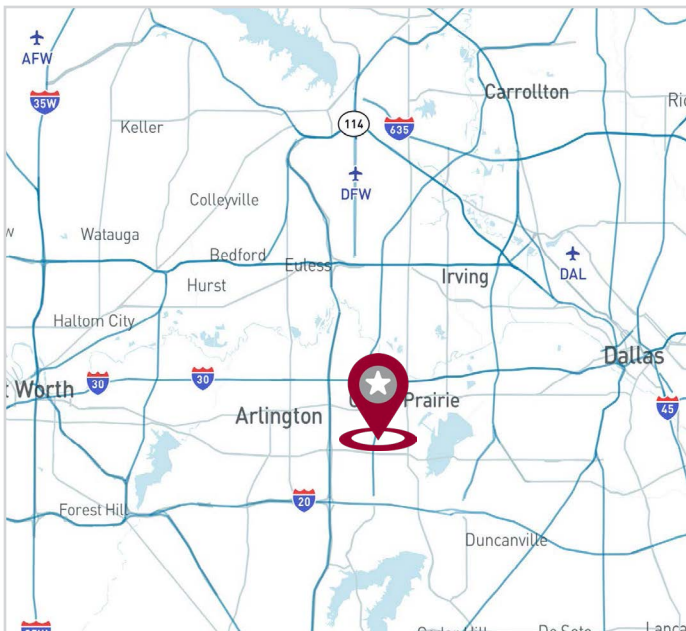 AFW
35W
Keller
114
635
Carrollton
DFW
Colleyville
Watauga
Bedford
Euless
Hurst
Irving
DAL
Haltom City
Dallas
30
30
Worth
Prairie
Arlington
45
20
Forest Hill
Duncanville